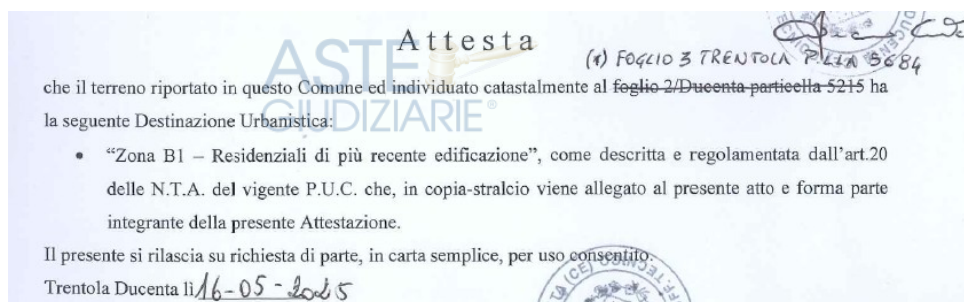 Attesta
(1) FOGLIO 3 TRENTOLA P.LLA 5684
ASTE
GIUDIZIARIE®
che il terreno riportato in questo Comune ed individuato catastalmente al foglio 2/Ducenta particella 5215 ha
la seguente Destinazione Urbanistica:
• “Zona B1 – Residenziali di più recente edificazione”, come descritta e regolamentata dall’art.20
delle N.T.A. del vigente P.U.C. che, in copia-stralcio viene allegato al presente atto e forma parte
integrante della presente Attestazione.
Il presente si rilascia su richiesta di parte, in carta semplice, per uso consentito.
Trentola Ducenta lì 16-05-2025
(CE)